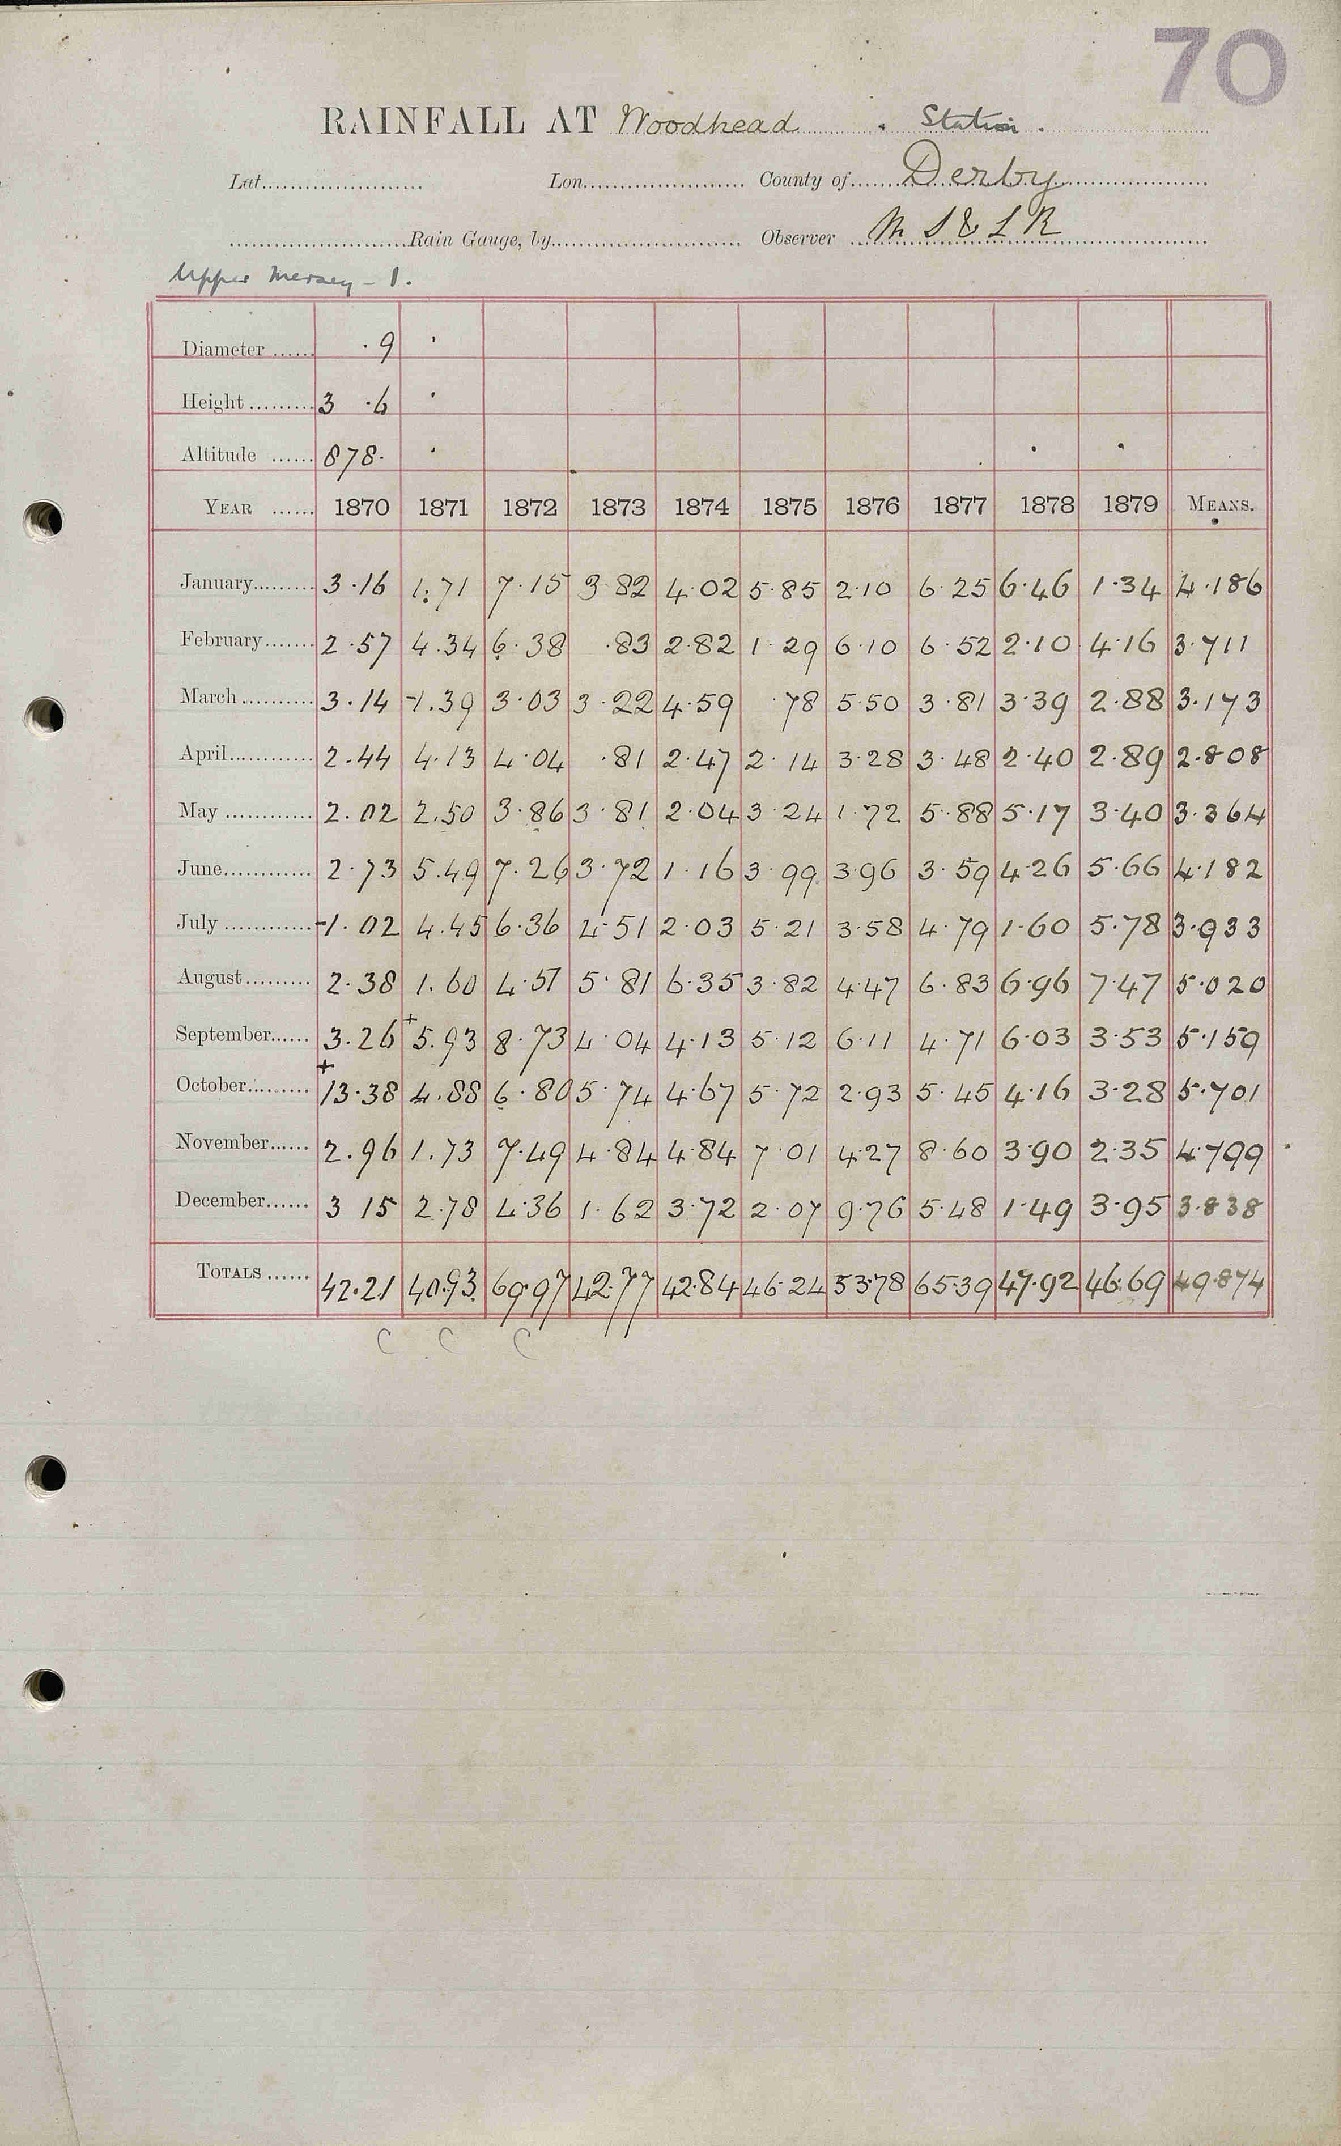 70
RAINFALL AT Woodhead . Station .
Lat. Lon. County of Derby
Rain Gauge, by Observer M S & L R
Upper Mersey - 1.
Diameter ·9
Height 3 ·6
Altitude 878·
YEAR 1870 1871 1872 1873 1874 1875 1876 1877 1878 1879 MEANS.
January 3·16 1.71 7·15 3 82 4·02 5·85 2·10 6·25 6·46 1·34 4·186
February 2·57 4.34 6·38 ·83 2·82 1·29 6·10 6·52 2·10 4·16 3·711
March 3·14 -1.39 3·03 3·22 4·59 ·78 5·50 3·81 3·39 2·88 3·173
April 2·44 4.13 4·04 ·81 2·47 2·14 3·28 3·48 2·40 2·89 2·808
May 2.02 2.50 3·86 3·81 2·04 3·24 1·72 5·88 5·17 3·40 3·364
June 2·73 5.49 7·26 3·72 1·16 3 99 3·96 3·59 4·26 5·66 4·182
July -1.02 4.45 6·36 4·51 2·03 5·21 3·58 4·79 1·60 5·78 3·933
August 2·38 1.60 4·51 5·81 6·35 3·82 4·47 6·83 6·96 7·47 5·020
September 3·26 +5.93 8·73 4·04 4·13 5·12 6·11 4·71 6·03 3·53 5·159
October +13·38 4.88 6·80 5·74 4·67 5·72 2·93 5·45 4·16 3·28 5·701
November 2.96 1.73 7·49 4·84 4·84 7·01 4·27 8·60 3·90 2·35 4·799
December 3 15 2·78 4·36 1·62 3·72 2·07 9·76 5·48 1·49 3·95 3·838
TOTALS 42·21 40.93 69·97 42·77 42·84 46·24 53·78 65·39 47·92 46·69 49·874
C C C